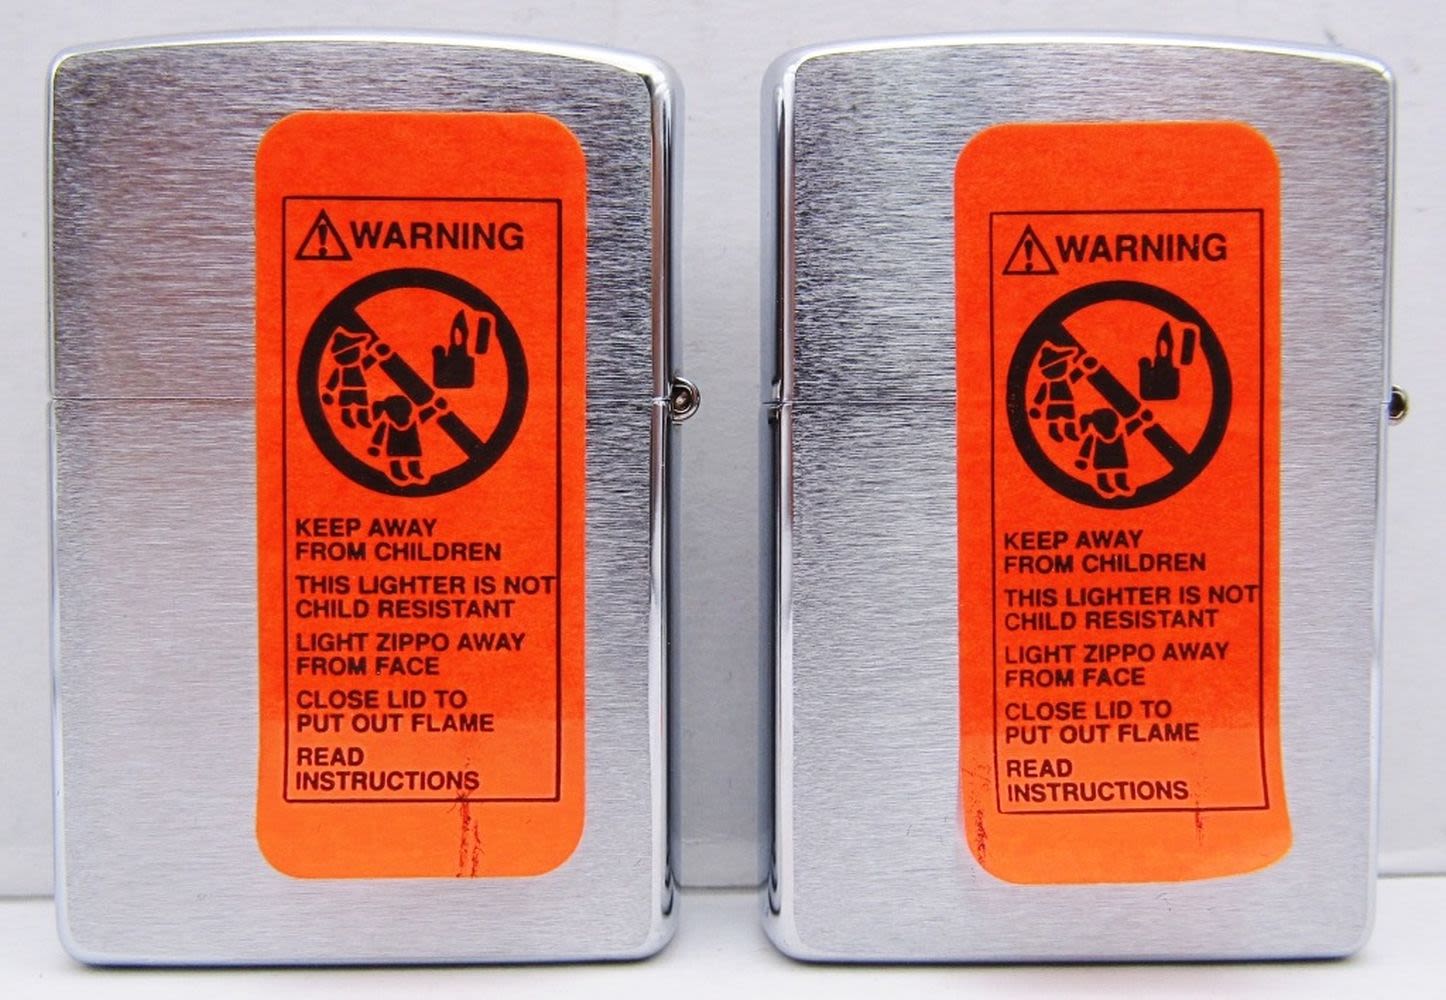 WARNING
KEEP AWAY
FROM CHILDREN
THIS LIGHTER IS NOT
CHILD RESISTANT
LIGHT ZIPPO AWAY
FROM FACE
CLOSE LID TO
PUT OUT FLAME
READ
INSTRUCTIONS
WARNING
KEEP AWAY
FROM CHILDREN
THIS LIGHTER IS NOT
CHILD RESISTANT
LIGHT ZIPPO AWAY
FROM FACE
CLOSE LID TO
PUT OUT FLAME
READ
INSTRUCTIONS